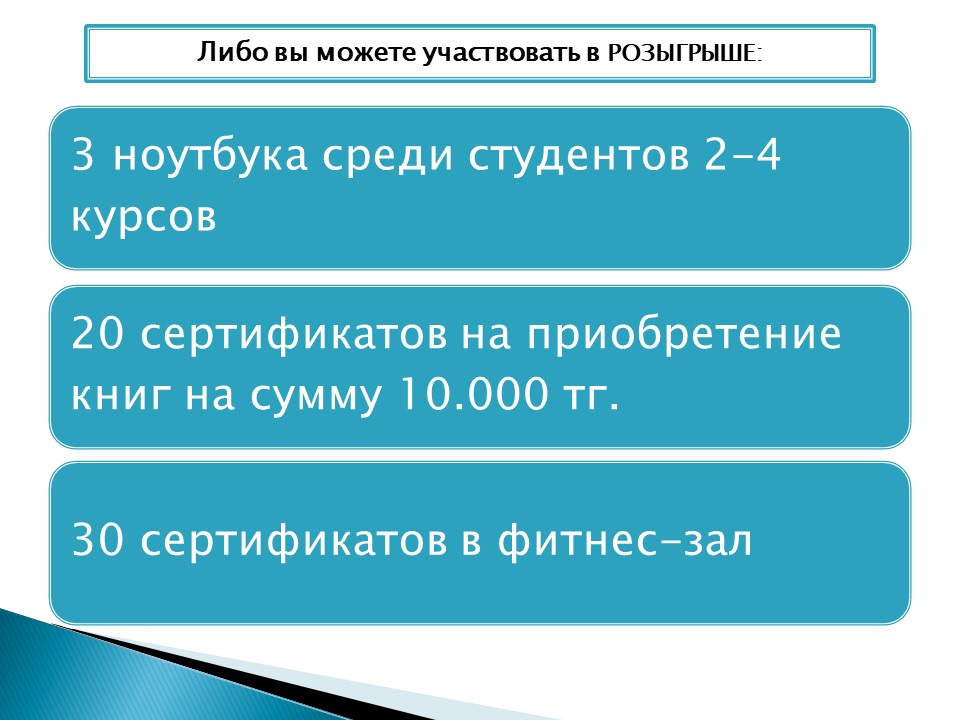 Либо вы можете участвовать в РОЗЫГРЫШЕ:
3 ноутбука среди студентов 2-4
курсов
20 сертификатов на приобретение
книг на сумму 10.000 тг.
30 сертификатов в фитнес-зал